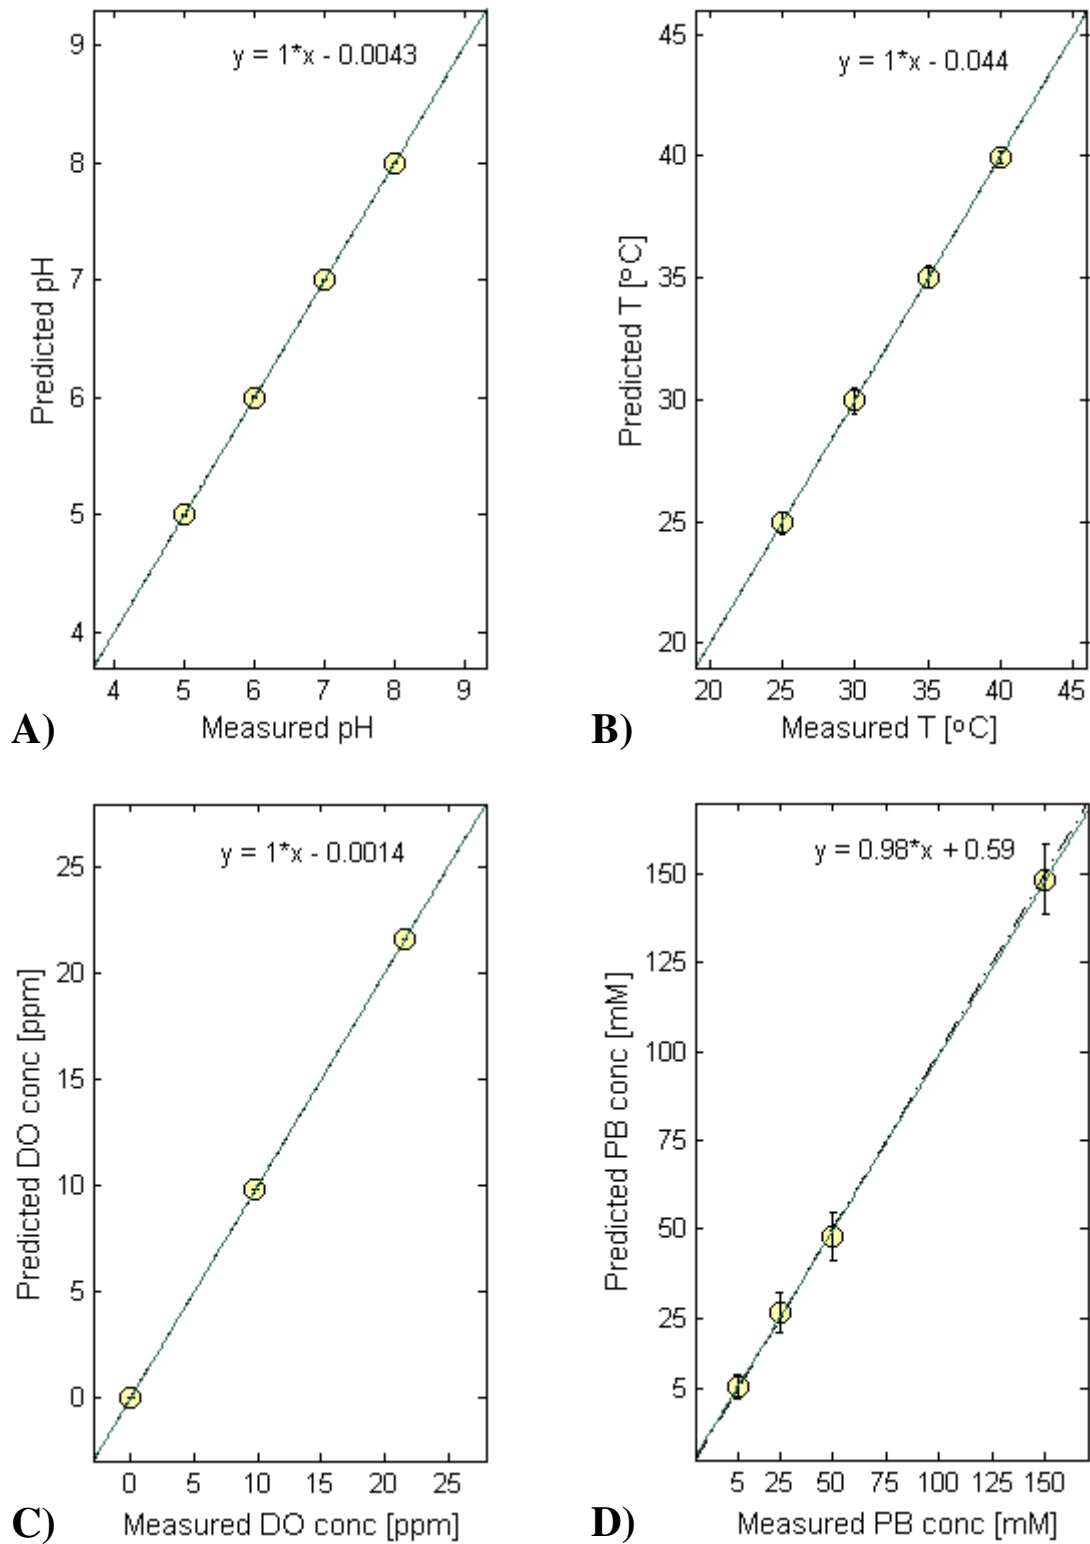 y = 1*x - 0.0043
Predicted pH
9
8
7
6
5
4
4 5 6 7 8 9
Measured pH
A)
y = 1*x - 0.044
Predicted T [°C]
45
40
35
30
25
20
20 25 30 35 40 45
Measured T [°C]
B)
y = 1*x - 0.0014
Predicted DO conc [ppm]
25
20
15
10
5
0
0 5 10 15 20 25
Measured DO conc [ppm]
C)
y = 0.98*x + 0.59
Predicted PB conc [mM]
150
125
100
75
50
25
5
5 25 50 75 100 125 150
Measured PB conc [mM]
D)